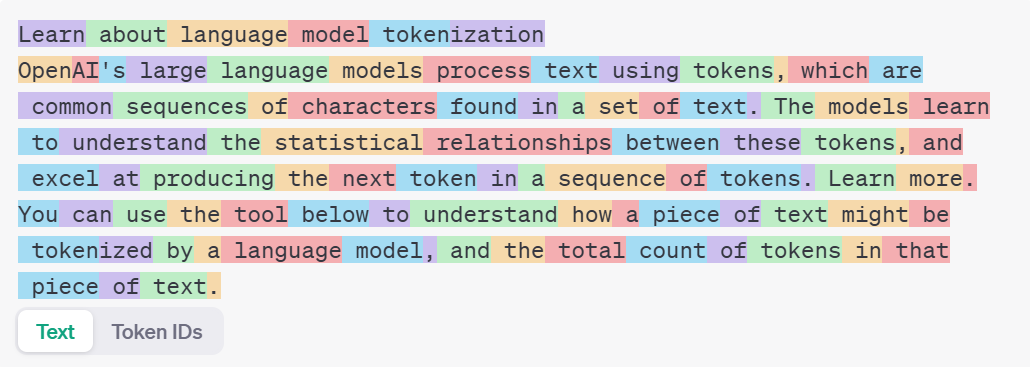 Learn about language model tokenization
OpenAI's large language models process text using tokens, which are
common sequences of characters found in a set of text. The models learn
to understand the statistical relationships between these tokens, and
excel at producing the next token in a sequence of tokens. Learn more.
You can use the tool below to understand how a piece of text might be
tokenized by a language model, and the total count of tokens in that
piece of text.
Text Token IDs